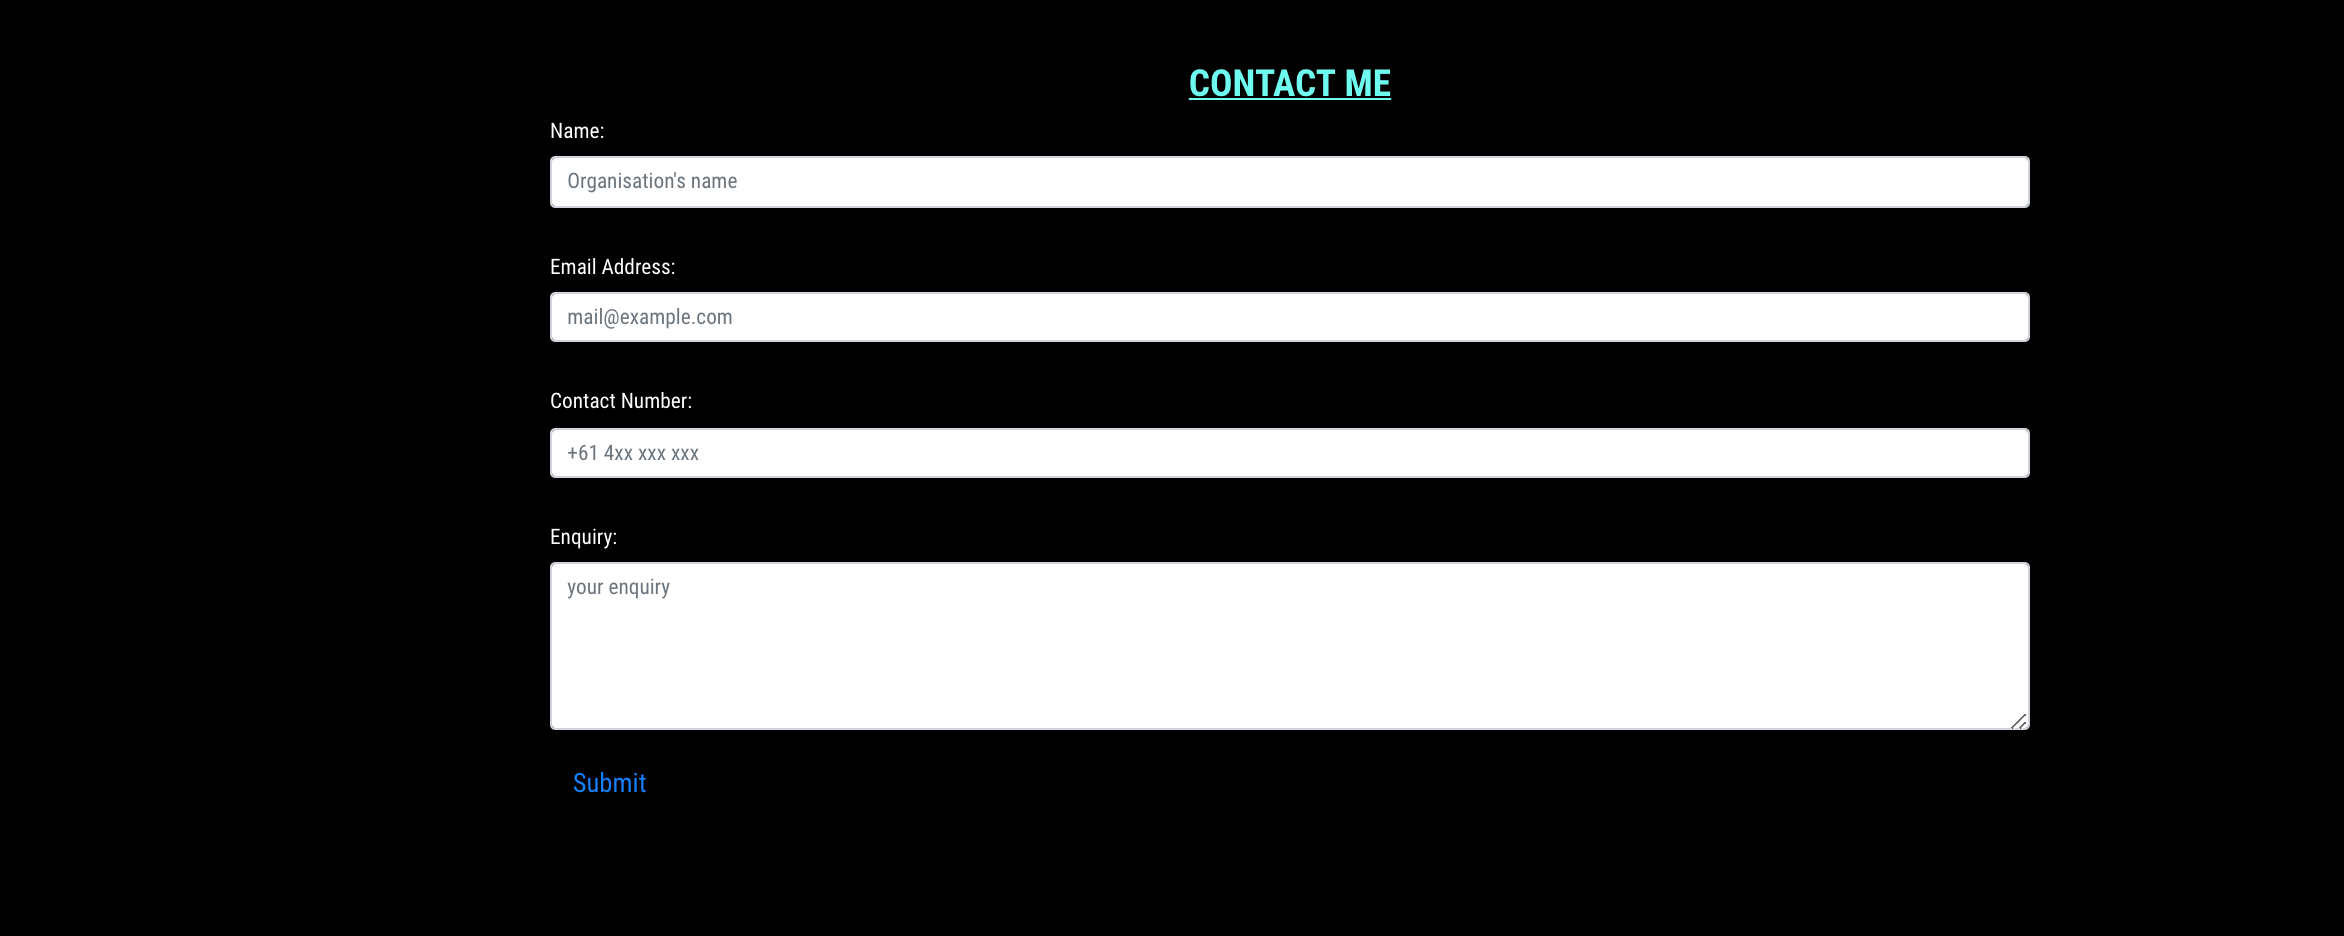 CONTACT ME
Name:
Organisation's name
Email Address:
mail@example.com
Contact Number:
+61 4xx xxx xxx
Enquiry:
your enquiry
Submit